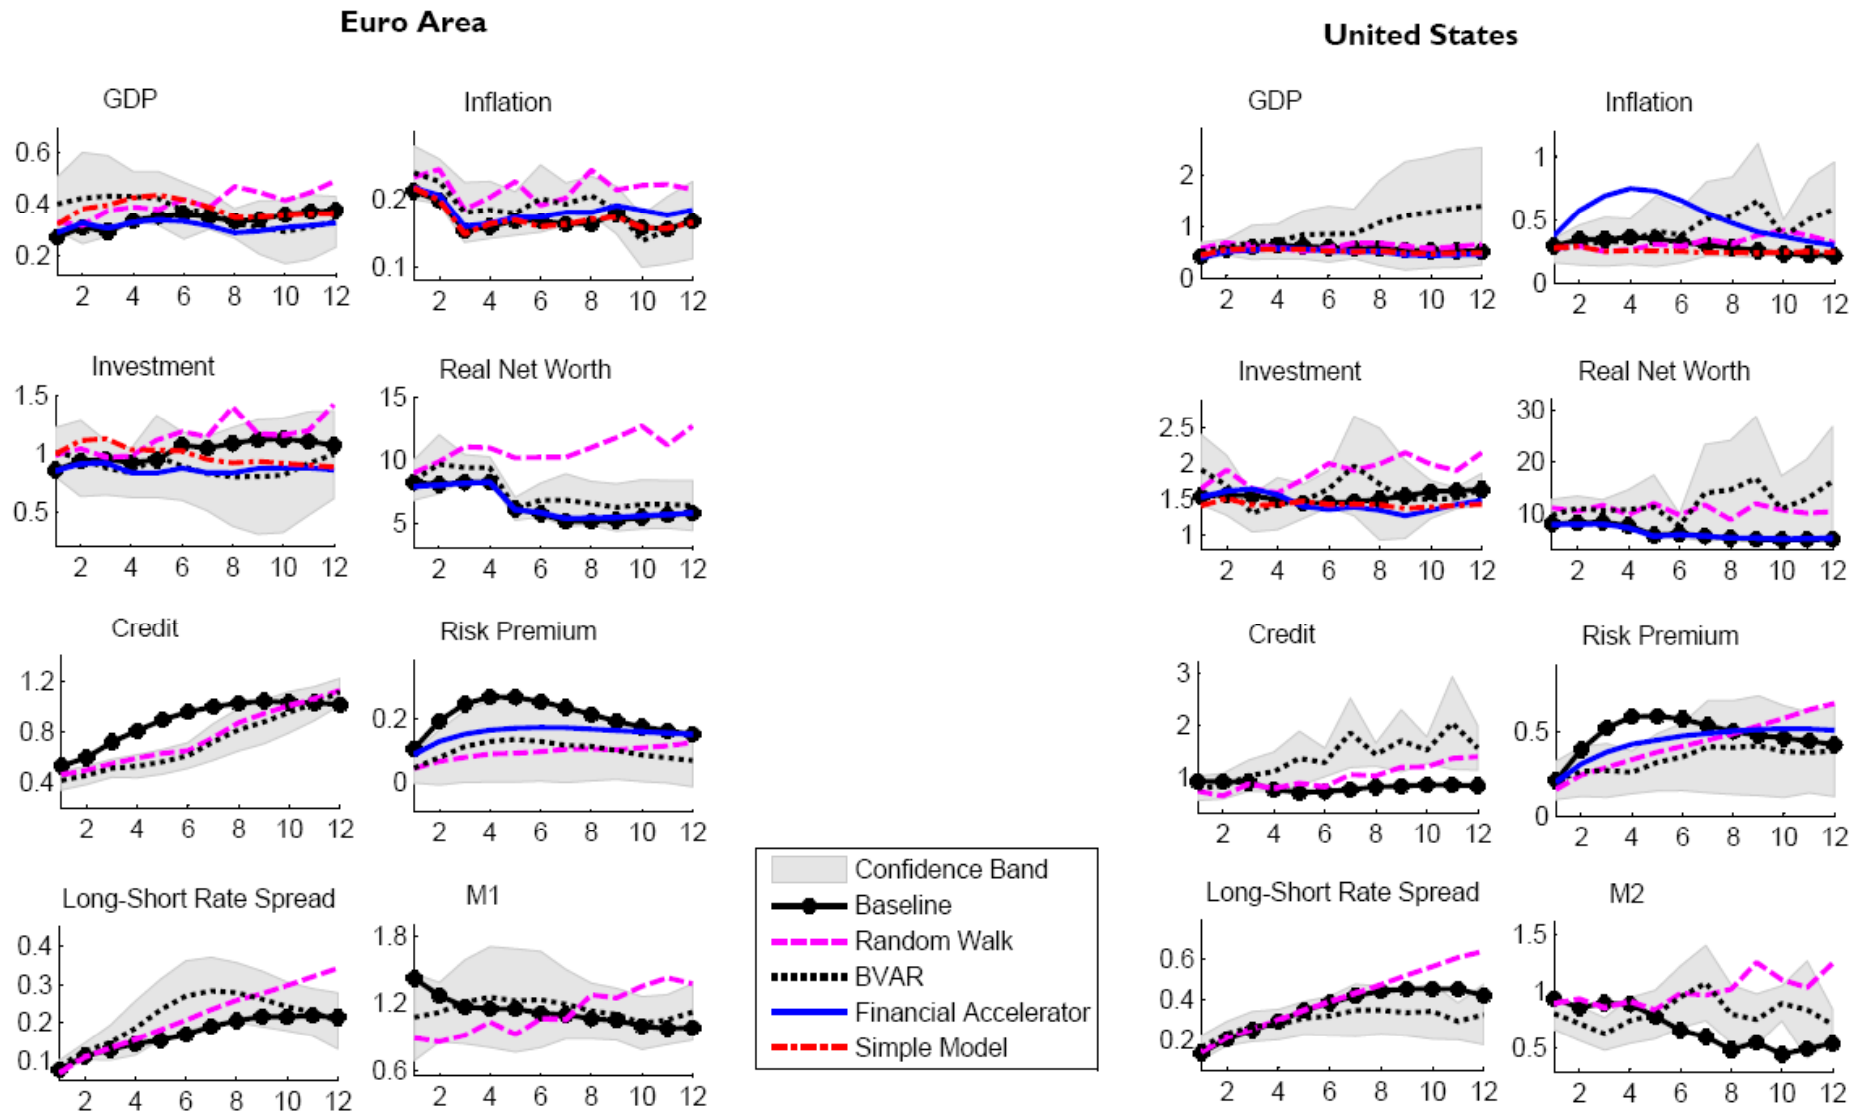 Euro Area
United States
GDP
0.6
0.4
0.2
2 4 6 8 10 12
Inflation
0.2
0.1
2 4 6 8 10 12
GDP
2
1
0
2 4 6 8 10 12
Inflation
1
0.5
0
2 4 6 8 10 12
Investment
1.5
1
0.5
2 4 6 8 10 12
Real Net Worth
15
10
5
2 4 6 8 10 12
Investment
2.5
2
1.5
1
2 4 6 8 10 12
Real Net Worth
30
20
10
2 4 6 8 10 12
Credit
1.2
0.8
0.4
2 4 6 8 10 12
Risk Premium
0.2
0
2 4 6 8 10 12
Credit
3
2
1
2 4 6 8 10 12
Risk Premium
0.5
0
2 4 6 8 10 12
Long-Short Rate Spread
0.4
0.3
0.2
0.1
2 4 6 8 10 12
M1
1.8
1.2
0.6
2 4 6 8 10 12
Confidence Band
Baseline
Random Walk
BVAR
Financial Accelerator
Simple Model
Long-Short Rate Spread
0.6
0.4
0.2
2 4 6 8 10 12
M2
1.5
1
0.5
2 4 6 8 10 12